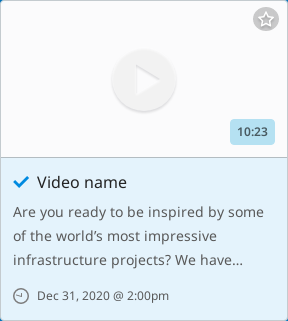 10:23
Video name
Are you ready to be inspired by some
of the world’s most impressive
infrastructure projects? We have...
Dec 31, 2020 @ 2:00pm